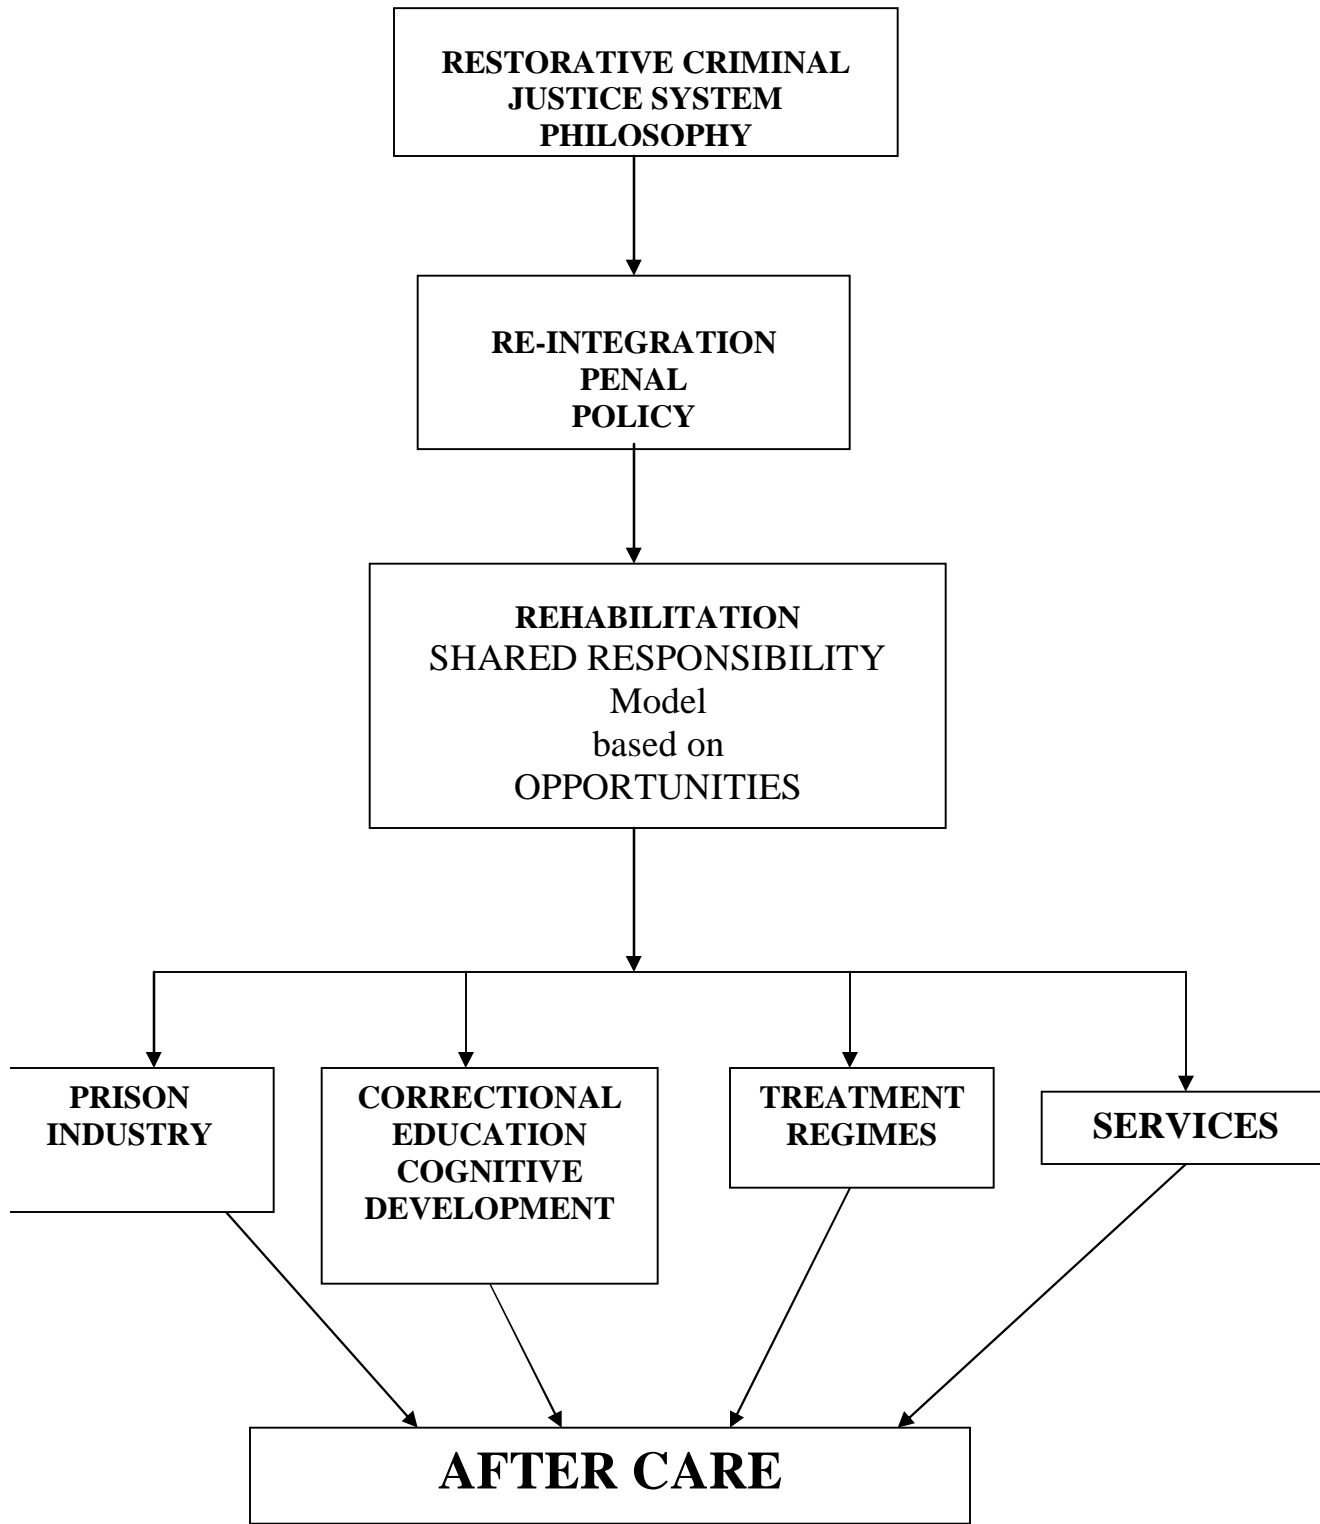 RESTORATIVE CRIMINAL
JUSTICE SYSTEM
PHILOSOPHY
RE-INTEGRATION
PENAL
POLICY
REHABILITATION
SHARED RESPONSIBILITY
Model
based on
OPPORTUNITIES
PRISON
INDUSTRY
CORRECTIONAL
EDUCATION
COGNITIVE
DEVELOPMENT
TREATMENT
REGIMES
SERVICES
AFTER CARE